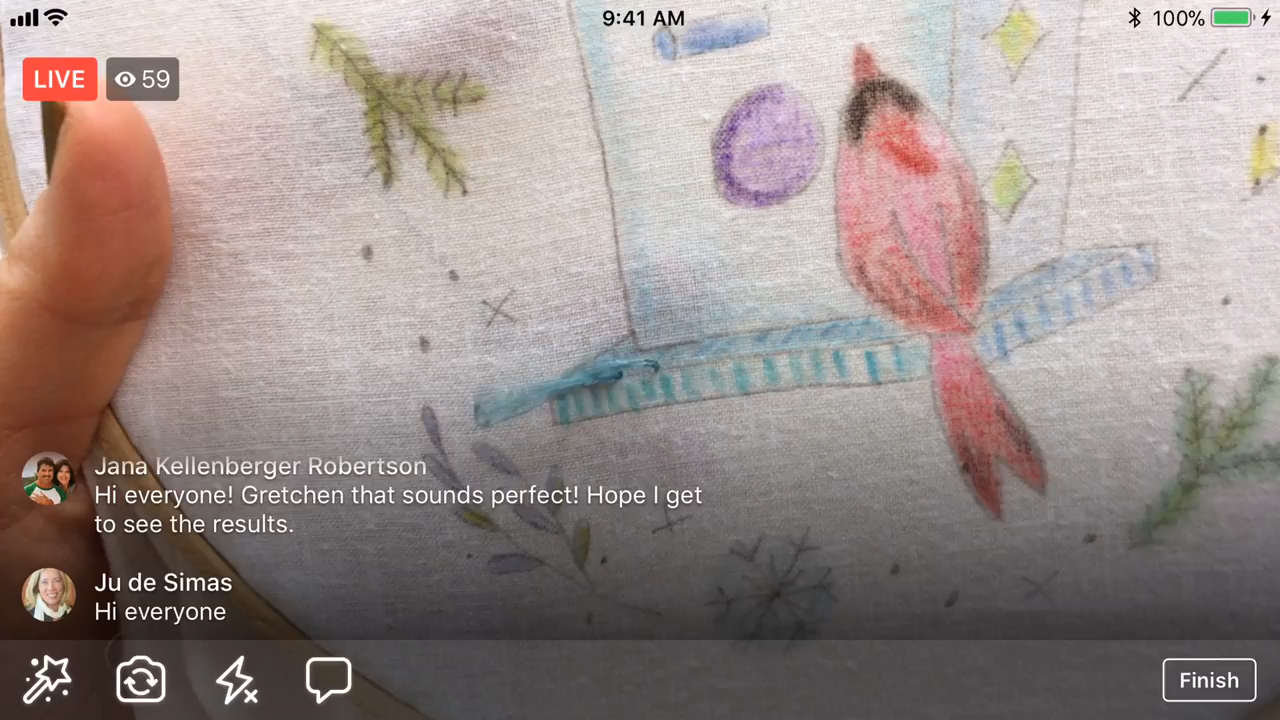 9:41 AM
100%
LIVE
59
Jana Kellenberger Robertson
Hi everyone! Gretchen that sounds perfect! Hope I get
to see the results.
Ju de Simas
Hi everyone
Finish